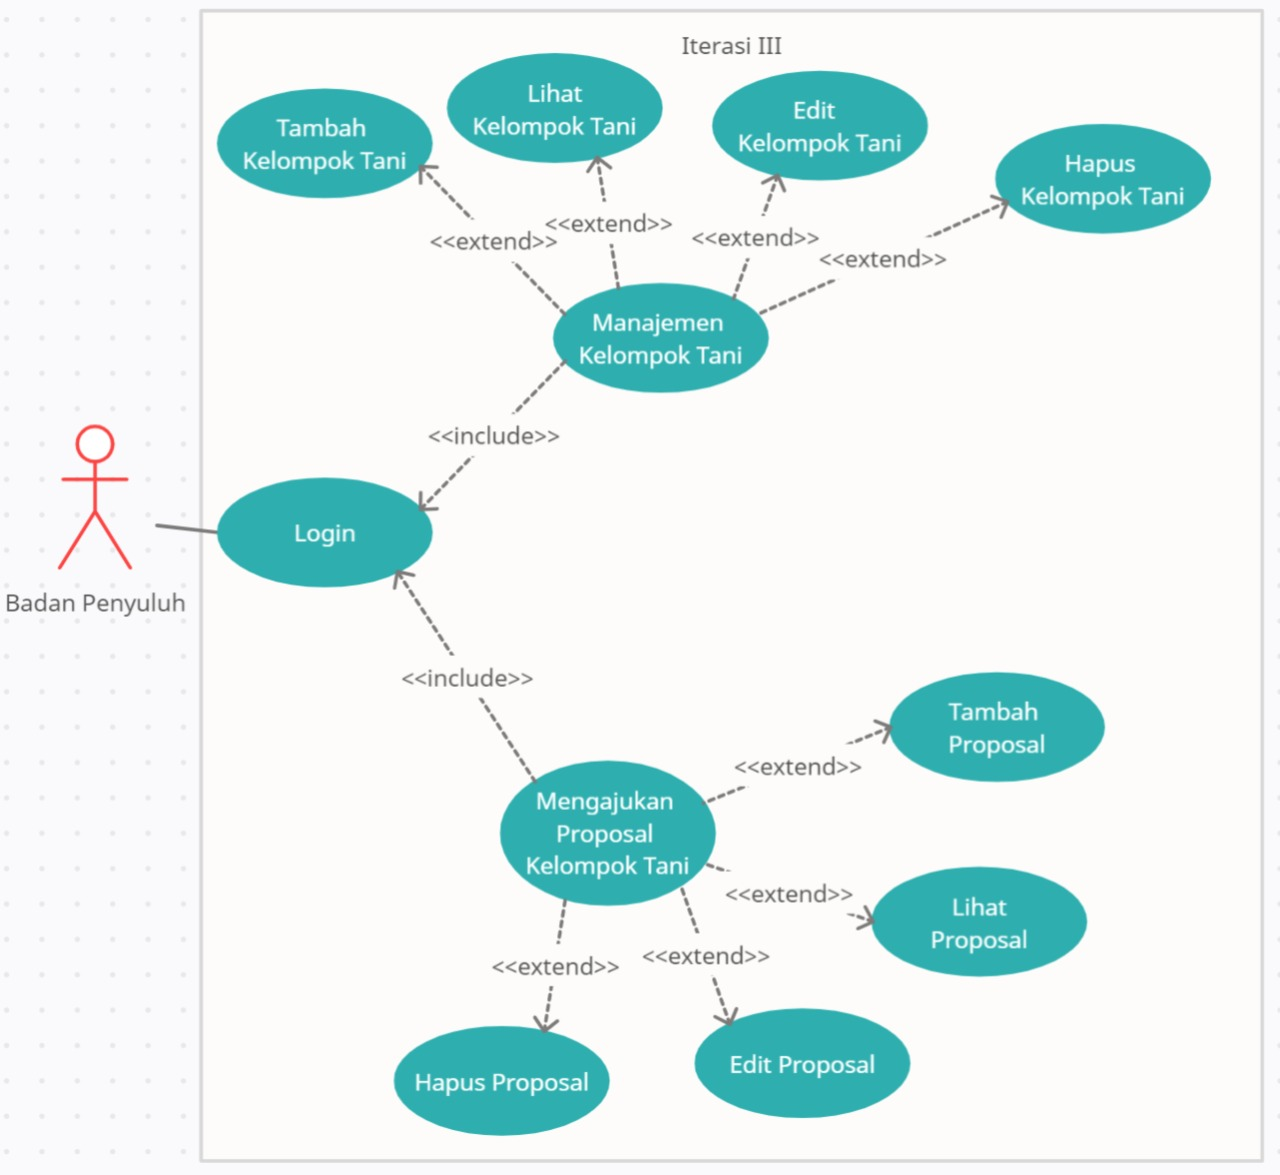 Iterasi III
Tambah
Kelompok Tani
Lihat
Kelompok Tani
Edit
Kelompok Tani
Hapus
Kelompok Tani
<<extend>>
<<extend>>
<<extend>>
<<extend>>
Manajemen
Kelompok Tani
<<include>>
Login
Badan Penyuluh
<<include>>
Tambah
Proposal
<<extend>>
Mengajukan
Proposal
Kelompok Tani
<<extend>>
Lihat
Proposal
<<extend>>
<<extend>>
Hapus Proposal
Edit Proposal